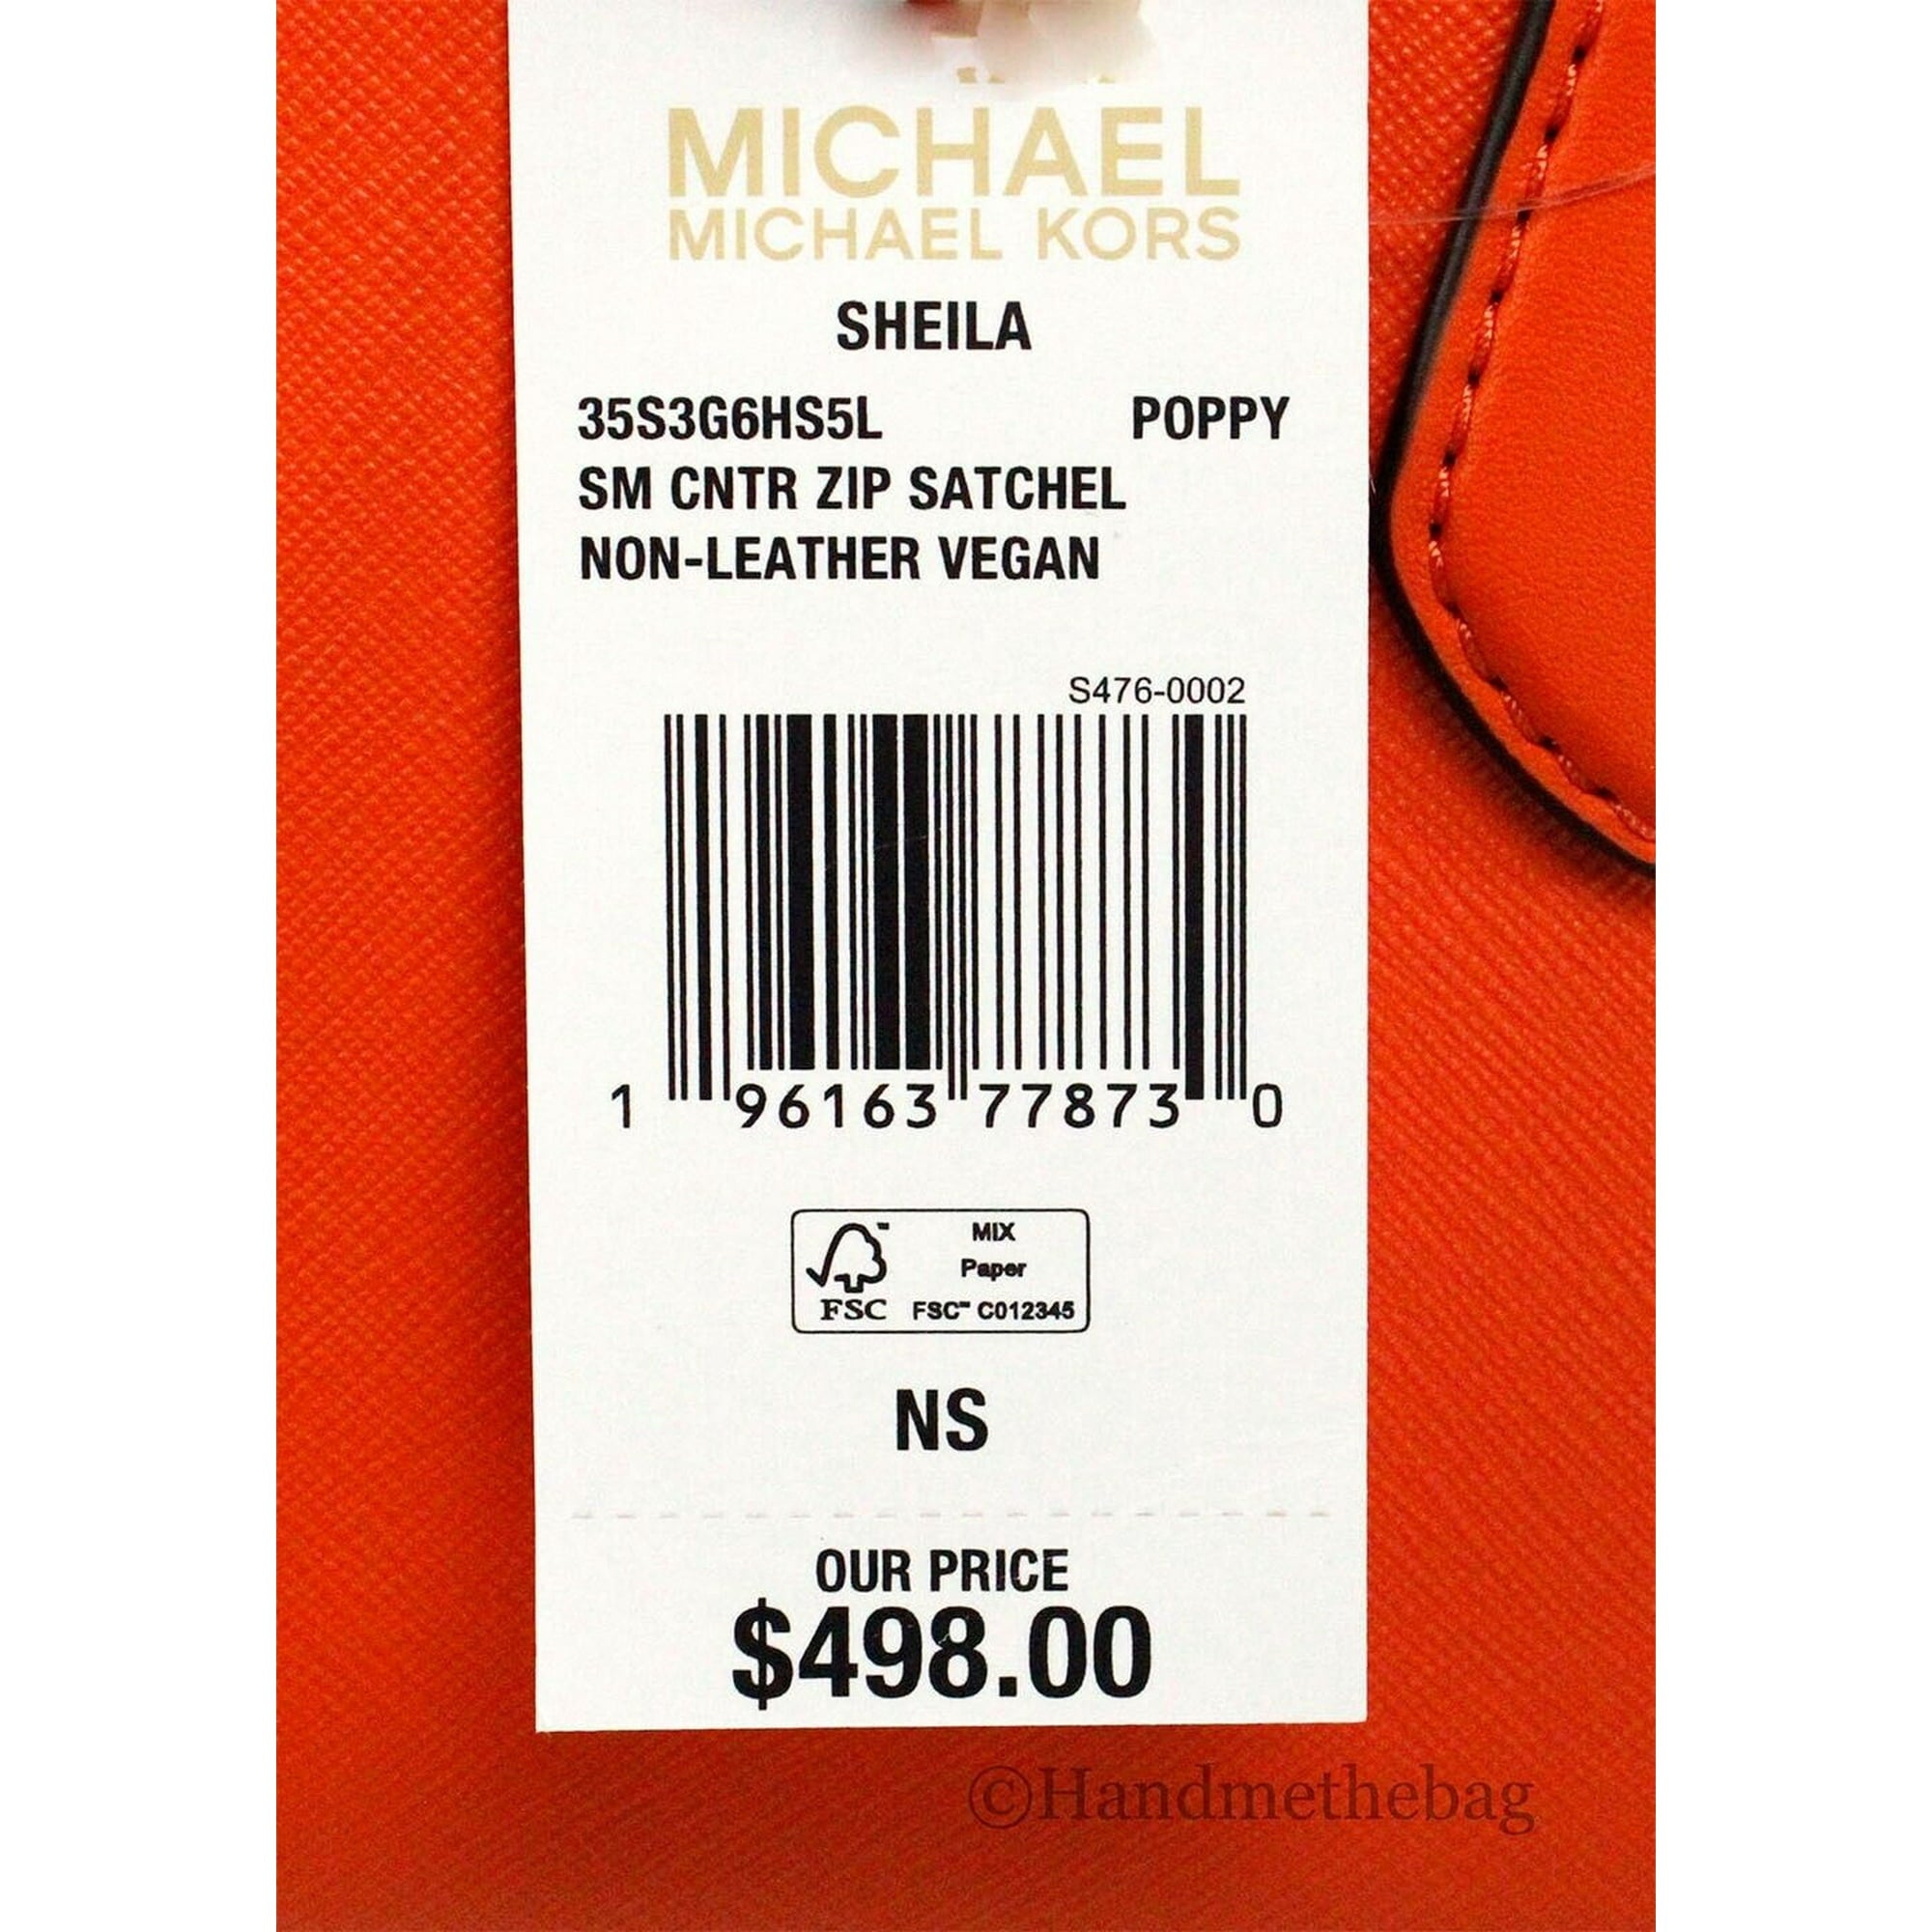 MICHAEL
MICHAEL KORS
SHEILA
35S3G6HS5L POPPY
SM CNTR ZIP SATCHEL
NON-LEATHER VEGAN
S476-0002
1 96163 77873 0
MIX
Paper
FSC FSC™ C012345
NS
OUR PRICE
$498.00
©Handmethebag